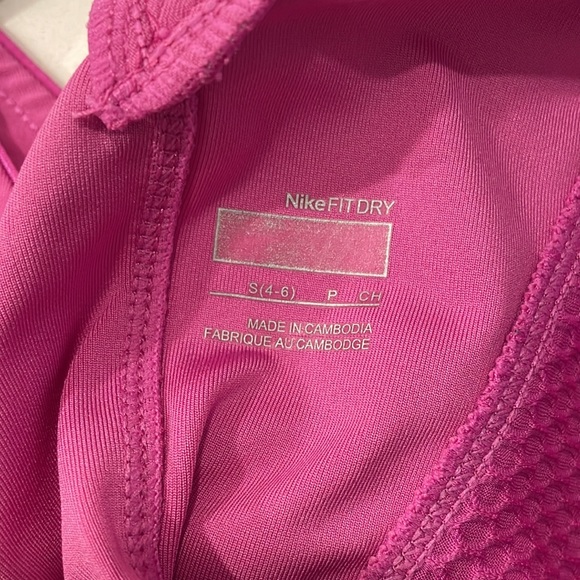 NikeFITDRY
S(4-6) P CH
MADE IN CAMBODIA
FABRIQUE AU CAMBODGE